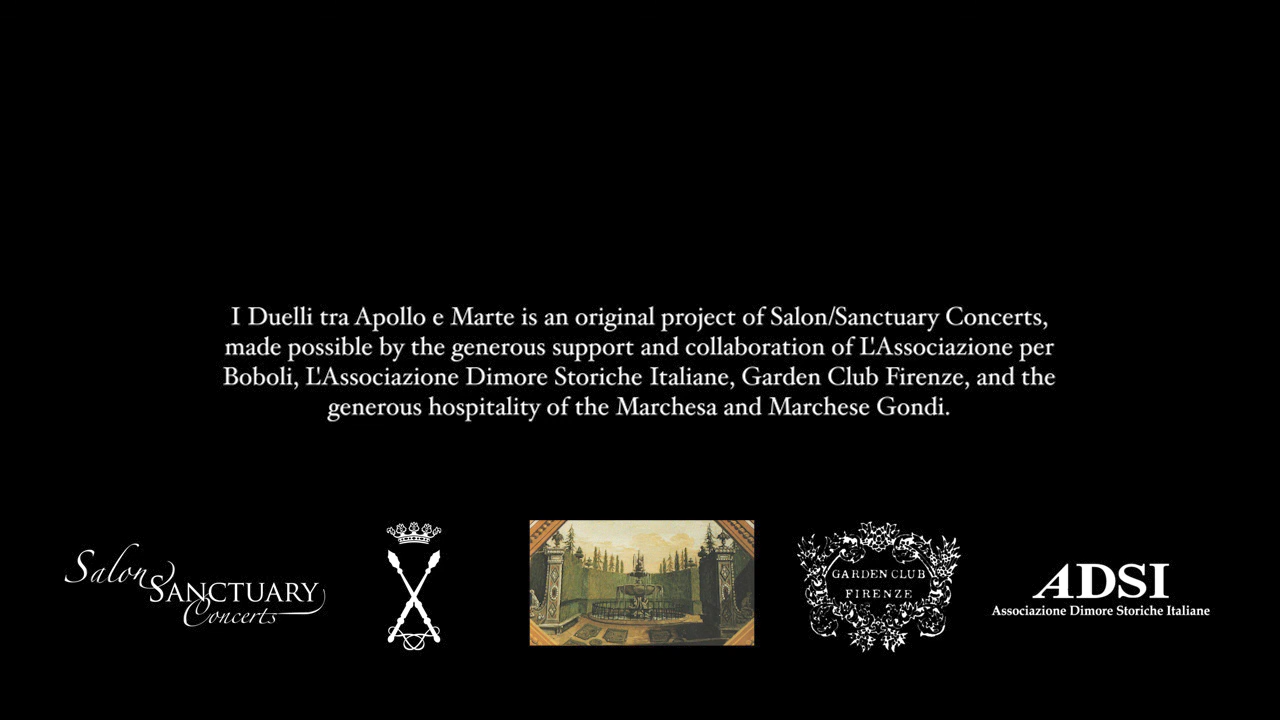 I Duelli tra Apollo e Marte is an original project of Salon/Sanctuary Concerts,
made possible by the generous support and collaboration of L'Associazione per
Boboli, L'Associazione Dimore Storiche Italiane, Garden Club Firenze, and the
generous hospitality of the Marchesa and Marchese Gondi.
Salon
SANCTUARY
Concerts
GARDEN CLUB
FIRENZE
ADSI
Associazione Dimore Storiche Italiane